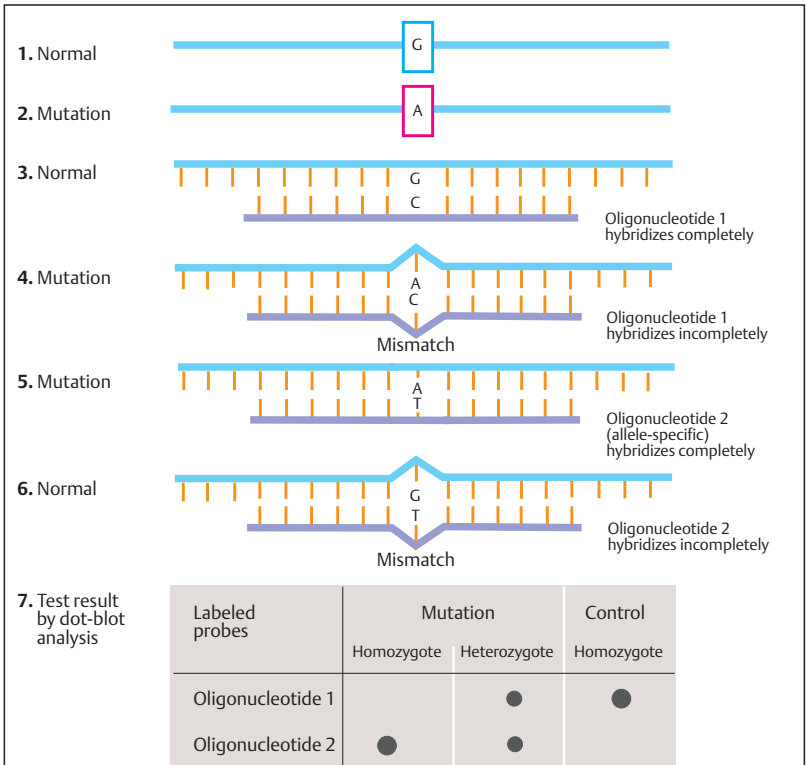 1. Normal
G
2. Mutation
A
3. Normal
G
C
Oligonucleotide 1
hybridizes completely
4. Mutation
A
C
Oligonucleotide 1
hybridizes incompletely
Mismatch
5. Mutation
A
T
Oligonucleotide 2
(allele-specific)
hybridizes completely
6. Normal
G
T
Oligonucleotide 2
hybridizes incompletely
Mismatch
7. Test result
by dot-blot
analysis
Labeled
probes
Mutation
Control
Homozygote
Heterozygote
Homozygote
Oligonucleotide 1
Oligonucleotide 2